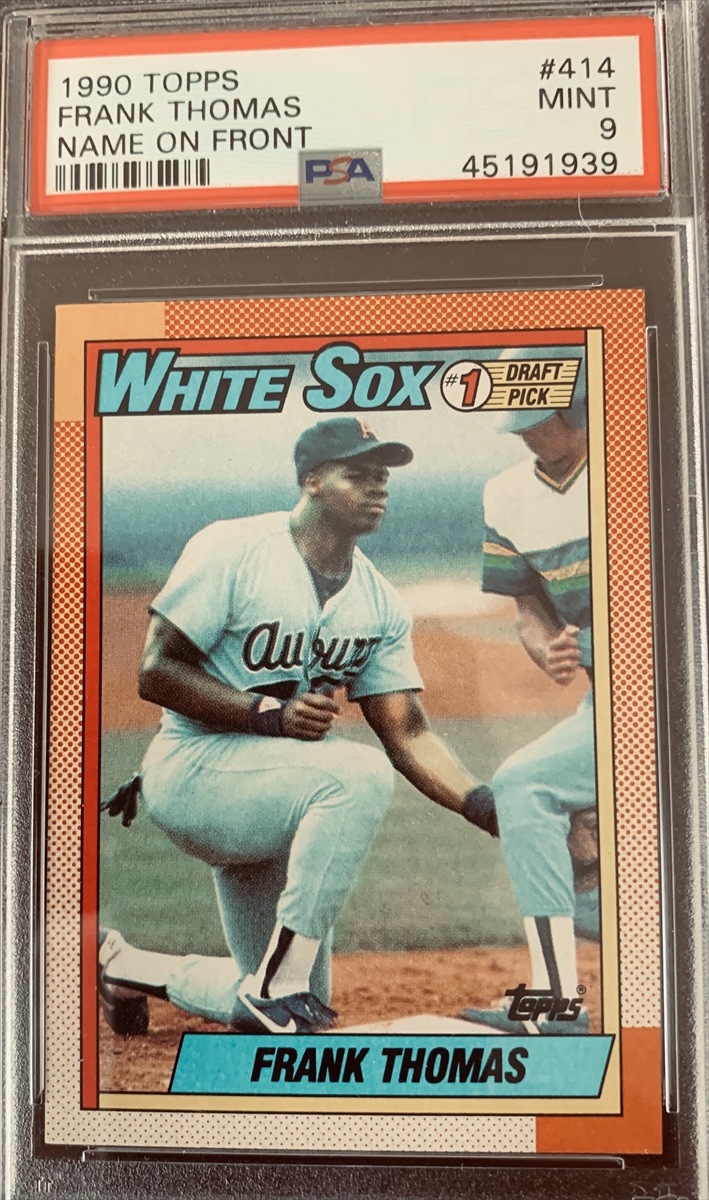 1990 TOPPS #414
FRANK THOMAS MINT
NAME ON FRONT 9
PSA 45191939
WHITE SOX #1 DRAFT PICK
A
Auburn
topps®
FRANK THOMAS